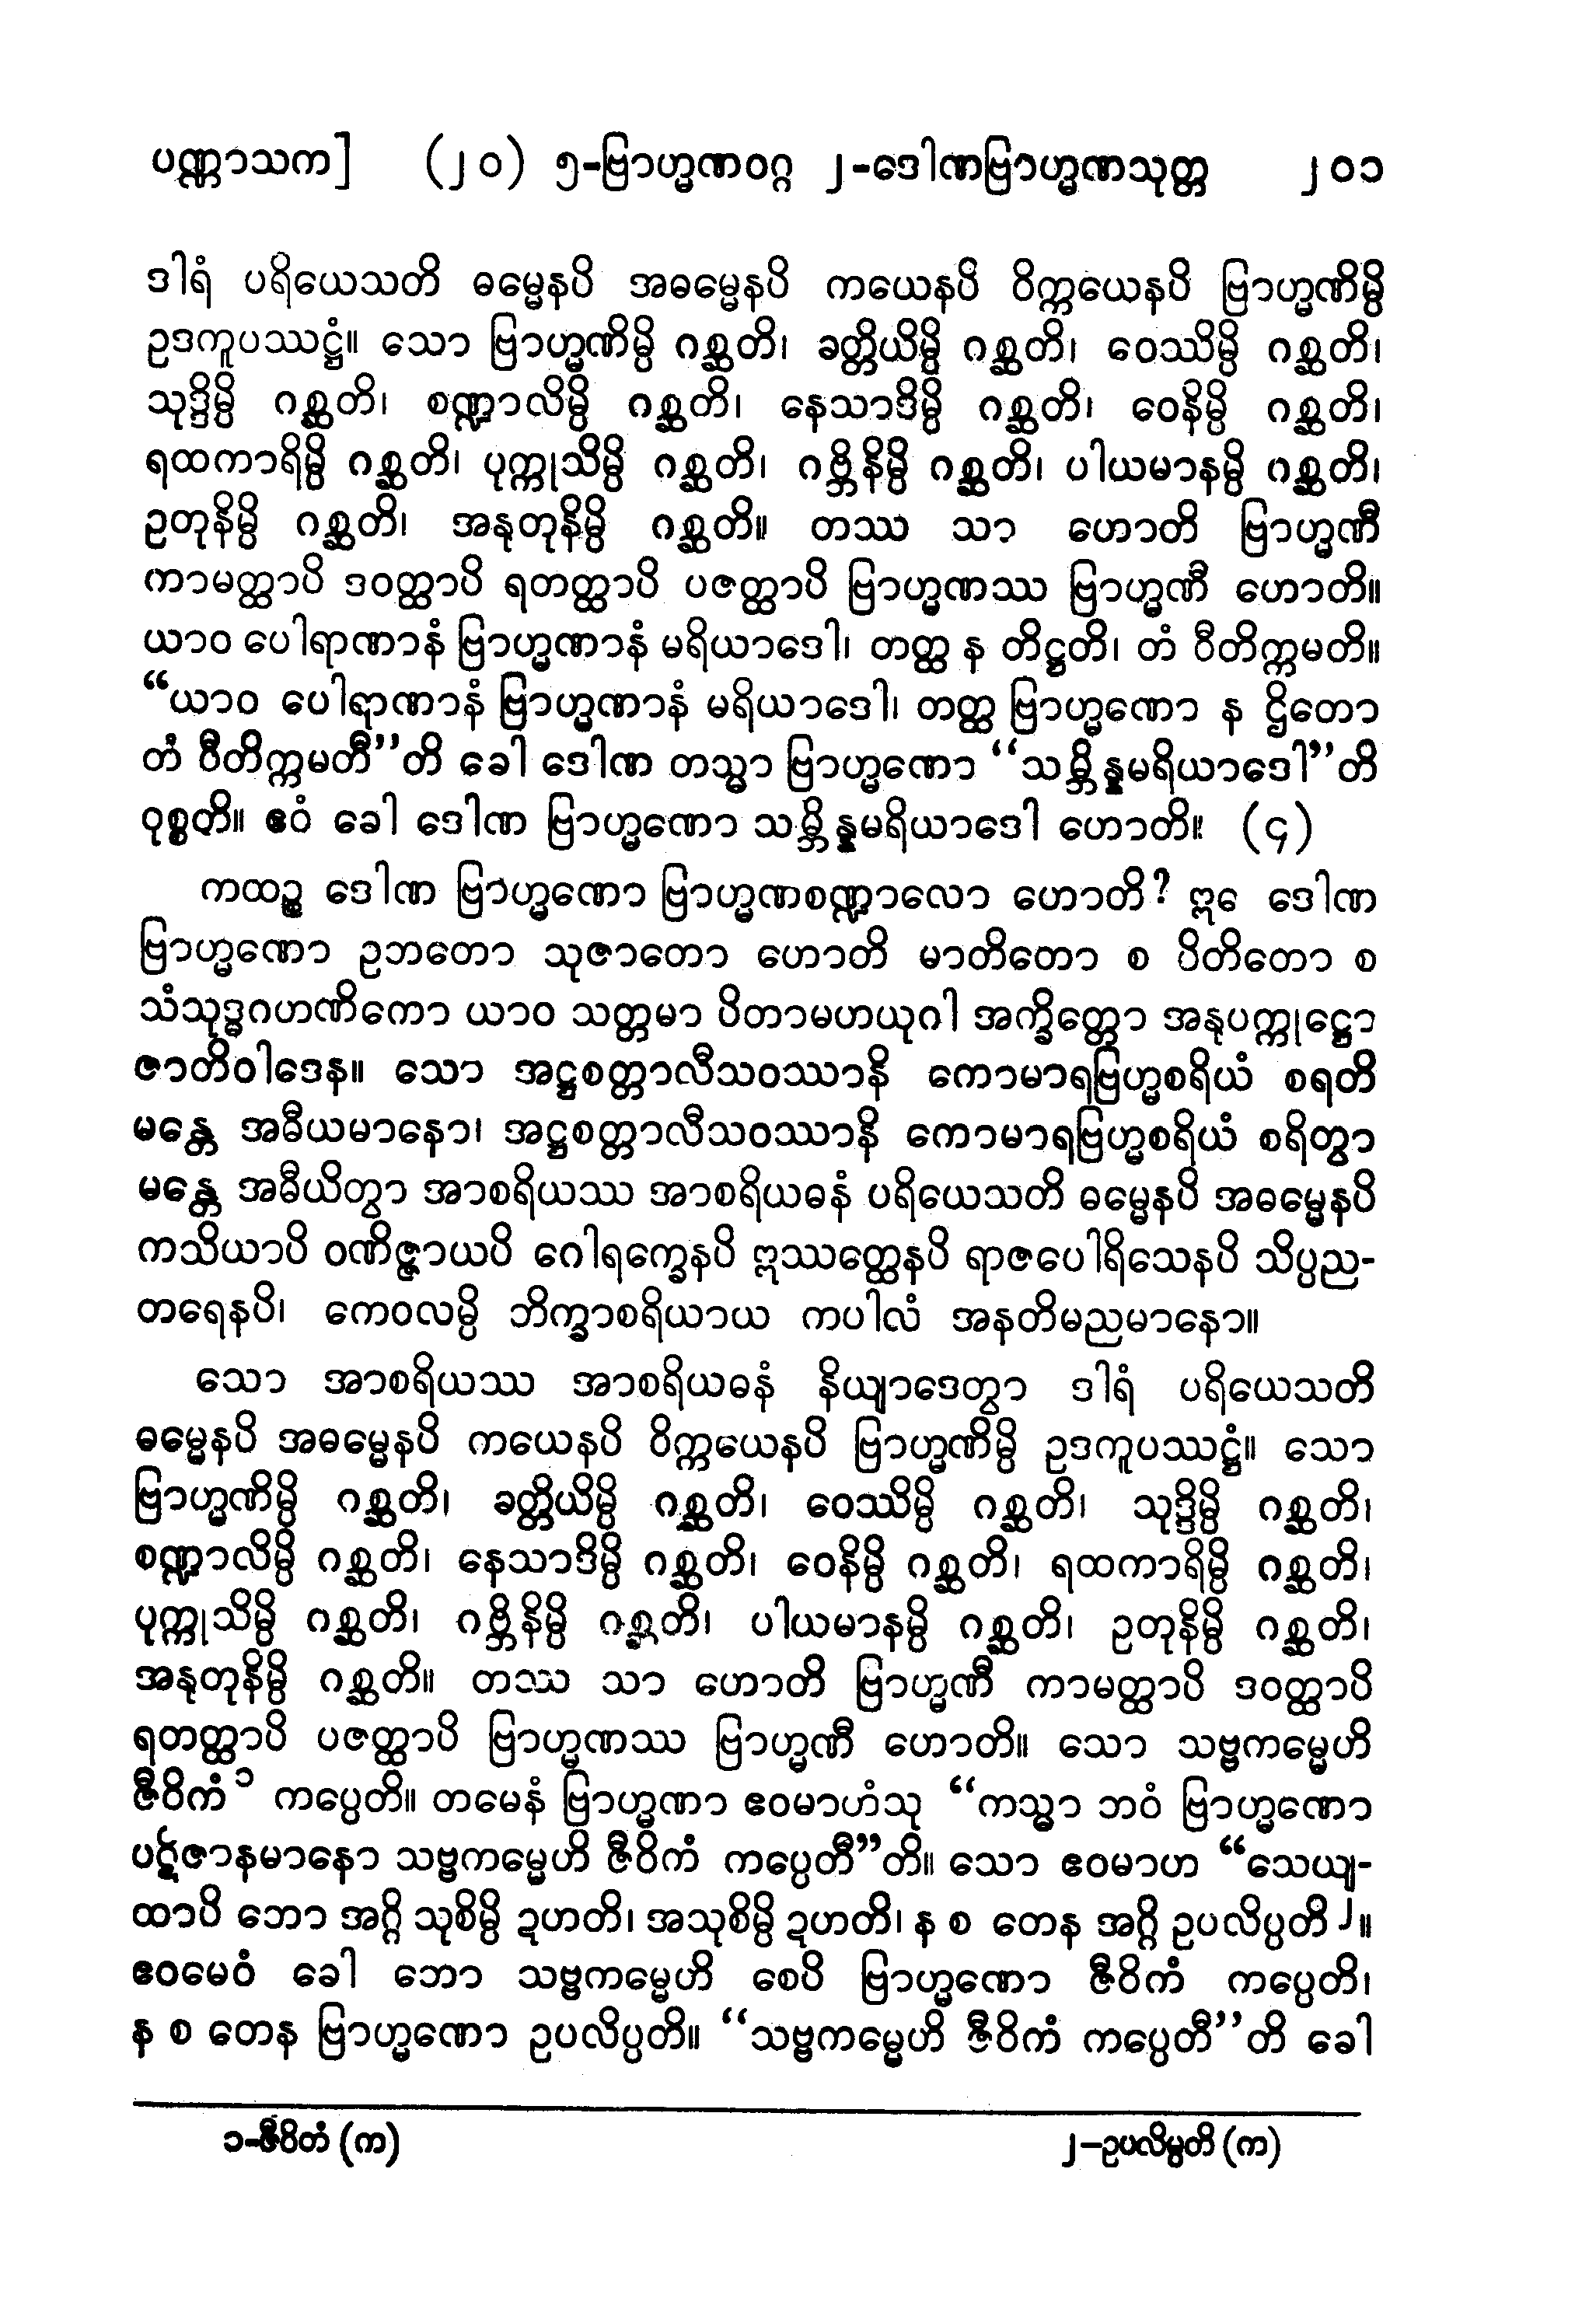 ပဏ္ဏာသက]    (၂၀) ၅-ဗြာဟ္မဏဝဂ္ဂ ၂-ဒေါဏဗြာဟ္မဏသုတ္တ    ၂၀၁
ဒါရံ ပရိယေသတိ ဓမ္မေနပိ အဓမ္မေနပိ ကယေနပိ ဝိက္ကယေနပိ ဗြာဟ္မဏိမ္ပိ
ဥဒကူပဿဋ္ဌံ။ သော ဗြာဟ္မဏိမ္ပိ ဂစ္ဆတိ၊ ခတ္တိယိမ္ပိ ဂစ္ဆတိ၊ ဝေဿိမ္ပိ ဂစ္ဆတိ၊
သုဒ္ဒိမ္ပိ ဂစ္ဆတိ၊ စဏ္ဍာလိမ္ပိ ဂစ္ဆတိ၊ နေသာဒိမ္ပိ ဂစ္ဆတိ၊ ဝေနိမ္ပိ ဂစ္ဆတိ၊
ရထကာရိမ္ပိ ဂစ္ဆတိ၊ ပုက္ကုသိမ္ပိ ဂစ္ဆတိ၊ ဂဗ္ဘိနိမ္ပိ ဂစ္ဆတိ၊ ပါယမာနမ္ပိ ဂစ္ဆတိ၊
ဥတုနိမ္ပိ ဂစ္ဆတိ၊ အနုတုနိမ္ပိ ဂစ္ဆတိ။ တဿ သာ ဟောတိ ဗြာဟ္မဏီ
ကာမတ္ထာပိ ဒဝတ္ထာပိ ရတတ္ထာပိ ပဇတ္ထာပိ ဗြာဟ္မဏဿ ဗြာဟ္မဏီ ဟောတိ။
ယာဝ ပေါရာဏာနံ ဗြာဟ္မဏာနံ မရိယာဒေါ၊ တတ္ထ န တိဋ္ဌတိ၊ တံ ဝီတိက္ကမတိ။
“ယာဝ ပေါရာဏာနံ ဗြာဟ္မဏာနံ မရိယာဒေါ၊ တတ္ထ ဗြာဟ္မဏော န ဌိတော
တံ ဝီတိက္ကမတီ”တိ ခေါ ဒေါဏ တသ္မာ ဗြာဟ္မဏော “သမ္ဘိန္နမရိယာဒေါ”တိ
ဝုစ္စတိ။ ဧဝံ ခေါ ဒေါဏ ဗြာဟ္မဏော သမ္ဘိန္နမရိယာဒေါ ဟောတိ။ (၄)
ကထဉ္စ ဒေါဏ ဗြာဟ္မဏော ဗြာဟ္မဏစဏ္ဍာလော ဟောတိ? ဣဓ ဒေါဏ
ဗြာဟ္မဏော ဥဘတော သုဇာတော ဟောတိ မာတိတော စ ပိတိတော စ
သံသုဒ္ဓဂဟဏိကော ယာဝ သတ္တမာ ပိတာမဟယုဂါ အက္ခိတ္တော အနုပက္ကုဋ္ဌော
ဇာတိဝါဒေန။ သော အဋ္ဌစတ္တာလီသဝဿာနိ ကောမာရဗြဟ္မစရိယံ စရတိ
မန္တေ အဓီယမာနော၊ အဋ္ဌစတ္တာလီသဝဿာနိ ကောမာရဗြဟ္မစရိယံ စရိတွာ
မန္တေ အဓီယိတွာ အာစရိယဿ အာစရိယဓနံ ပရိယေသတိ ဓမ္မေနပိ အဓမ္မေနပိ
ကသိယာပိ ဝဏိဇ္ဇာယပိ ဂေါရက္ခေနပိ ဣဿတ္ထေနပိ ရာဇပေါရိသေနပိ သိပ္ပည-
တရေနပိ၊ ကေဝလမ္ပိ ဘိက္ခာစရိယာယ ကပါလံ အနတိမညမာနော။
သော အာစရိယဿ အာစရိယဓနံ နိယျာဒေတွာ ဒါရံ ပရိယေသတိ
ဓမ္မေနပိ အဓမ္မေနပိ ကယေနပိ ဝိက္ကယေနပိ ဗြာဟ္မဏိမ္ပိ ဥဒကူပဿဋ္ဌံ။ သော
ဗြာဟ္မဏိမ္ပိ ဂစ္ဆတိ၊ ခတ္တိယိမ္ပိ ဂစ္ဆတိ၊ ဝေဿိမ္ပိ ဂစ္ဆတိ၊ သုဒ္ဒိမ္ပိ ဂစ္ဆတိ၊
စဏ္ဍာလိမ္ပိ ဂစ္ဆတိ၊ နေသာဒိမ္ပိ ဂစ္ဆတိ၊ ဝေနိမ္ပိ ဂစ္ဆတိ၊ ရထကာရိမ္ပိ ဂစ္ဆတိ၊
ပုက္ကုသိမ္ပိ ဂစ္ဆတိ၊ ဂဗ္ဘိနိမ္ပိ ဂစ္ဆတိ၊ ပါယမာနမ္ပိ ဂစ္ဆတိ၊ ဥတုနိမ္ပိ ဂစ္ဆတိ၊
အနုတုနိမ္ပိ ဂစ္ဆတိ။ တဿ သာ ဟောတိ ဗြာဟ္မဏီ ကာမတ္ထာပိ ဒဝတ္ထာပိ
ရတတ္ထာပိ ပဇတ္ထာပိ ဗြာဟ္မဏဿ ဗြာဟ္မဏီ ဟောတိ။ သော သဗ္ဗကမ္မေဟိ
ဇီဝိကံ၁ ကပ္ပေတိ။ တမေနံ ဗြာဟ္မဏာ ဧဝမာဟံသု “ကသ္မာ ဘဝံ ဗြာဟ္မဏော
ပဋိဇာနမာနော သဗ္ဗကမ္မေဟိ ဇီဝိကံ ကပ္ပေတီ”တိ။ သော ဧဝမာဟ “သေယျ-
ထာပိ ဘော အဂ္ဂိ သုစိမ္ပိ ဍဟတိ၊ အသုစိမ္ပိ ဍဟတိ၊ န စ တေန အဂ္ဂိ ဥပလိပ္ပတိ၂။
ဧဝမေဝံ ခေါ ဘော သဗ္ဗကမ္မေဟိ စေပိ ဗြာဟ္မဏော ဇီဝိကံ ကပ္ပေတိ၊
န စ တေန ဗြာဟ္မဏော ဥပလိပ္ပတိ။ “သဗ္ဗကမ္မေဟိ ဇီဝိကံ ကပ္ပေတီ”တိ ခေါ
၁-ဇီဝိတံ (က)    ၂-ဥပလိမ္ပတိ (က)